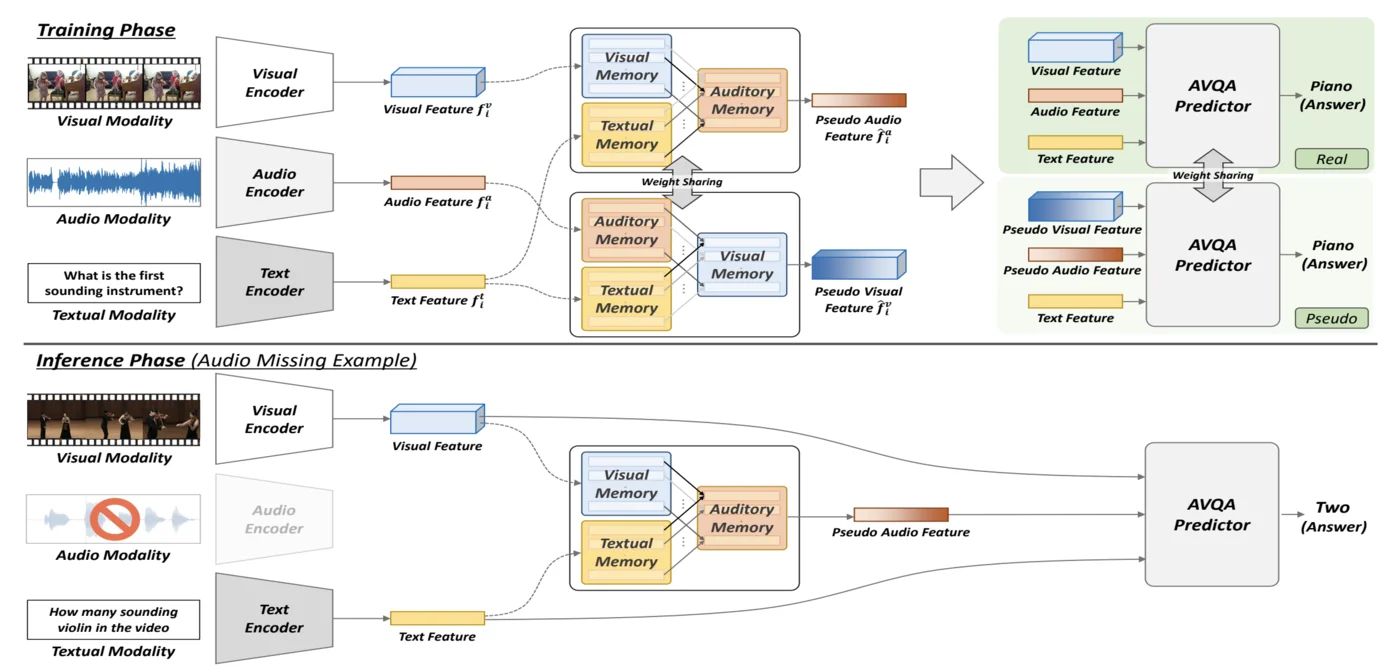 Training Phase
Visual Modality
Audio Modality
What is the first
sounding instrument?
Textual Modality
Visual
Encoder
Audio
Encoder
Text
Encoder
Visual Feature f_i^v
Audio Feature f_i^a
Text Feature f_i^t
Visual
Memory
Textual
Memory
Auditory
Memory
Weight Sharing
Auditory
Memory
Textual
Memory
Visual
Memory
Pseudo Audio
Feature f̂_i^a
Pseudo Visual
Feature f̂_i^v
Visual Feature
Audio Feature
Text Feature
AVQA
Predictor
Piano
(Answer)
Real
Weight Sharing
Pseudo Visual Feature
Pseudo Audio Feature
Text Feature
AVQA
Predictor
Piano
(Answer)
Pseudo
Inference Phase (Audio Missing Example)
Visual Modality
Audio Modality
How many sounding
violin in the video
Textual Modality
Visual
Encoder
Audio
Encoder
Text
Encoder
Visual Feature
Text Feature
Visual
Memory
Textual
Memory
Auditory
Memory
Pseudo Audio Feature
AVQA
Predictor
Two
(Answer)